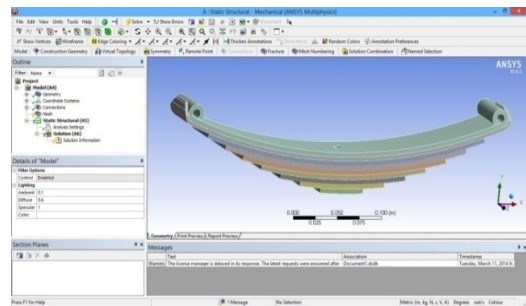 A : Static Structural - Mechanical [ANSYS Multiphysics]
File Edit View Units Tools Help Solve Show Errors Worksheet
Show Vertices Wireframe Edge Coloring Thicken Annotations Random Colors Annotation Preferences
Model Construction Geometry Virtual Topology Symmetry Remote Point Fracture Mesh Numbering Solution Combination Named Selection
Outline
Filter: Name
Project
Model (A4)
Geometry
Coordinate Systems
Connections
Mesh
Static Structural (A5)
Analysis Settings
Solution (A6)
Solution Information
Details of "Model"
Filter Options
Control Enabled
Lighting
Ambient 0.1
Diffuse 0.6
Specular 1
Color
ANSYS
0.000 0.050 0.100 (m)
0.025 0.075
Geometry Print Preview Report Preview
Section Planes
Messages
Text Association Timestamp
Warning The license manager is delayed in its response. The latest requests were answered after Tuesday, March 11, 2014
Press F1 for Help 1 Message No Selection Metric (m, kg, N, s, V, A) Degrees rad/s Celsius